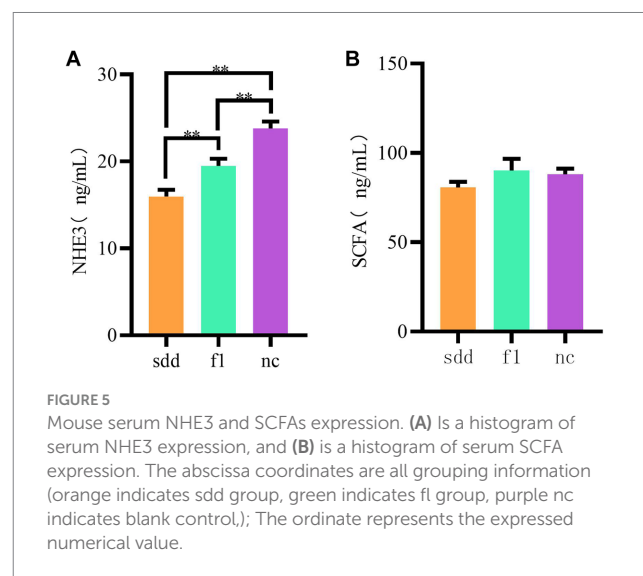 A
30
20
10
0
NHE3( ng/mL)
**
**
**
sdd
fl
nc
B
150
100
50
0
SCFA( ng/mL)
sdd
fl
nc
FIGURE 5
Mouse serum NHE3 and SCFAs expression. (A) Is a histogram of
serum NHE3 expression, and (B) is a histogram of serum SCFA
expression. The abscissa coordinates are all grouping information
(orange indicates sdd group, green indicates fl group, purple nc
indicates blank control,); The ordinate represents the expressed
numerical value.